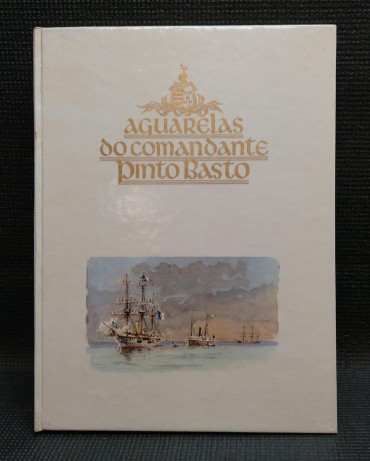 aguarelas
do comandante
pinto Basto